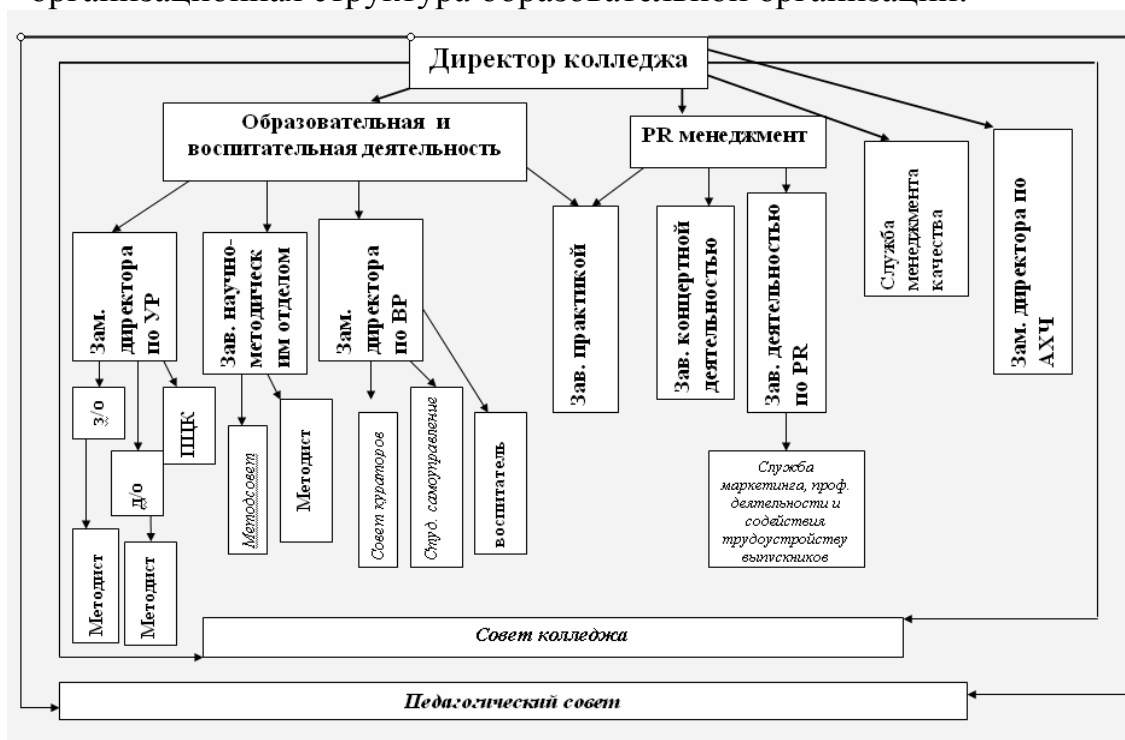 организационная структура образовательной организации:
Директор колледжа
Образовательная и
воспитательная деятельность
PR менеджмент
Служба
менеджмента
качества
Зам. директора по
АХЧ
Зам.
директора
по УР
Зав. научно-
методическ
им отделом
Зам.
директора
по ВР
Зав. практикой
Зав. концертной
деятельностью
Зав. деятельностью
по PR
з/о
д/о
ПЦК
Методист
Методист
Методсовет
Методист
Совет кураторов
Студ. самоуправление
воспитатель
Служба
маркетинга, проф.
деятельности и
содействия
трудоустройству
выпускников
Совет колледжа
Педагогический совет